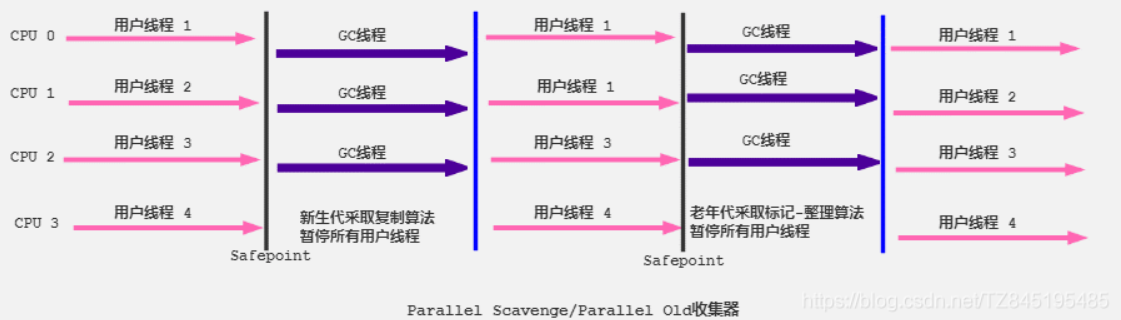 CPU 0 用户线程 1 GC线程 用户线程 1 GC线程 用户线程 1
CPU 1 用户线程 2 GC线程 用户线程 1 GC线程 用户线程 2
CPU 2 用户线程 3 GC线程 用户线程 3 GC线程 用户线程 3
CPU 3 用户线程 4 用户线程 4 用户线程 4
新生代采取复制算法
暂停所有用户线程
老年代采取标记-整理算法
暂停所有用户线程
Safepoint Safepoint
Parallel Scavenge/Parallel Old收集器
https://blog.csdn.net/TZ845195485